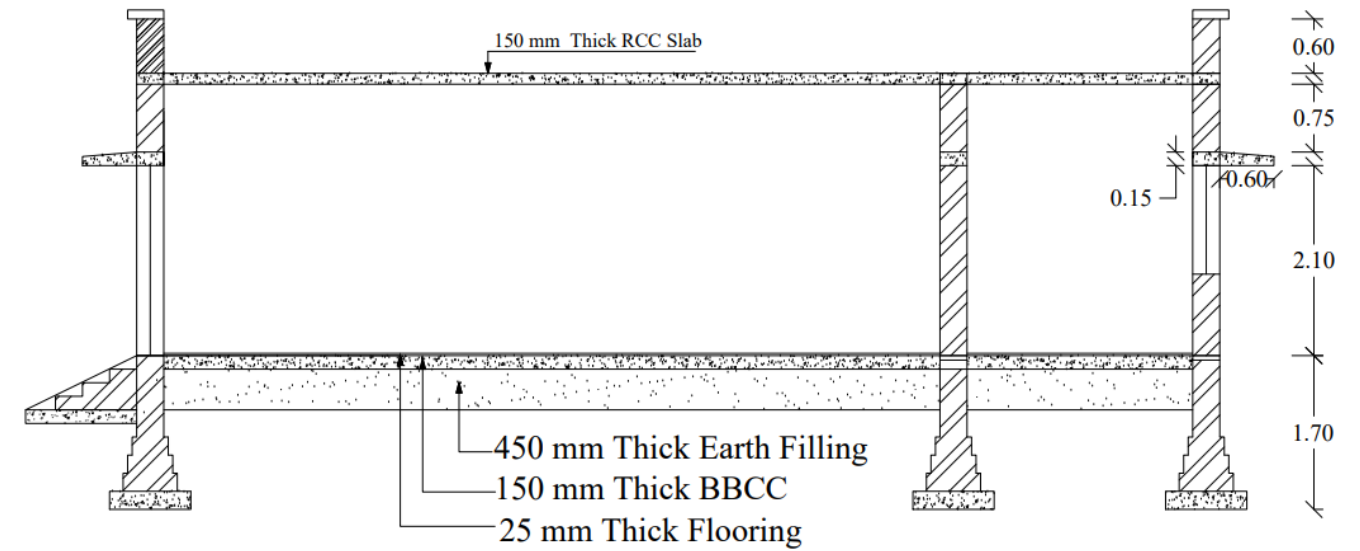 150 mm Thick RCC Slab
0.60
0.75
0.15
0.60
2.10
1.70
450 mm Thick Earth Filling
150 mm Thick BBCC
25 mm Thick Flooring